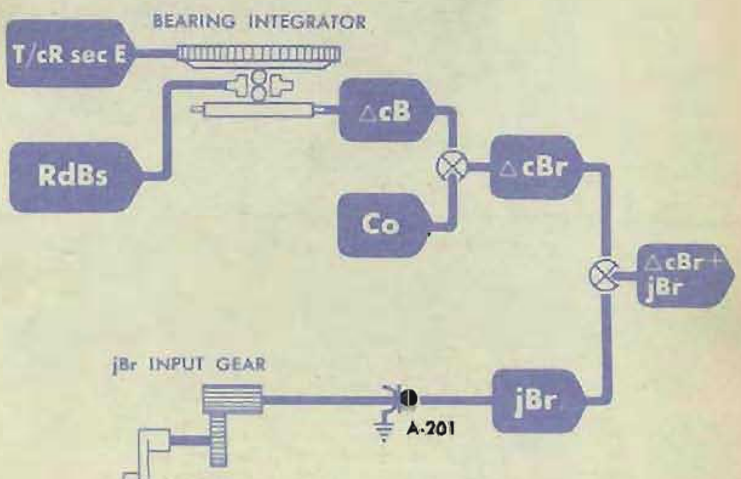 BEARING INTEGRATOR
T/cR sec E
RdBs
△cB
Co
△cBr
△cBr +
jBr
jBr INPUT GEAR
jBr
A-201